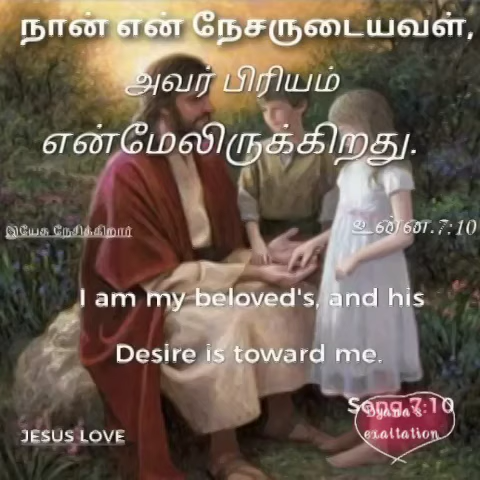 நான் என் நேசருடையவள்,
அவர் பிரியம்
என்மேலிருக்கிறது.
இயேசு நேசிக்கிறார்
உன்ன.7:10
I am my beloved's, and his
Desire is toward me.
Song 7:10
Dyana's
exaltation
JESUS LOVE